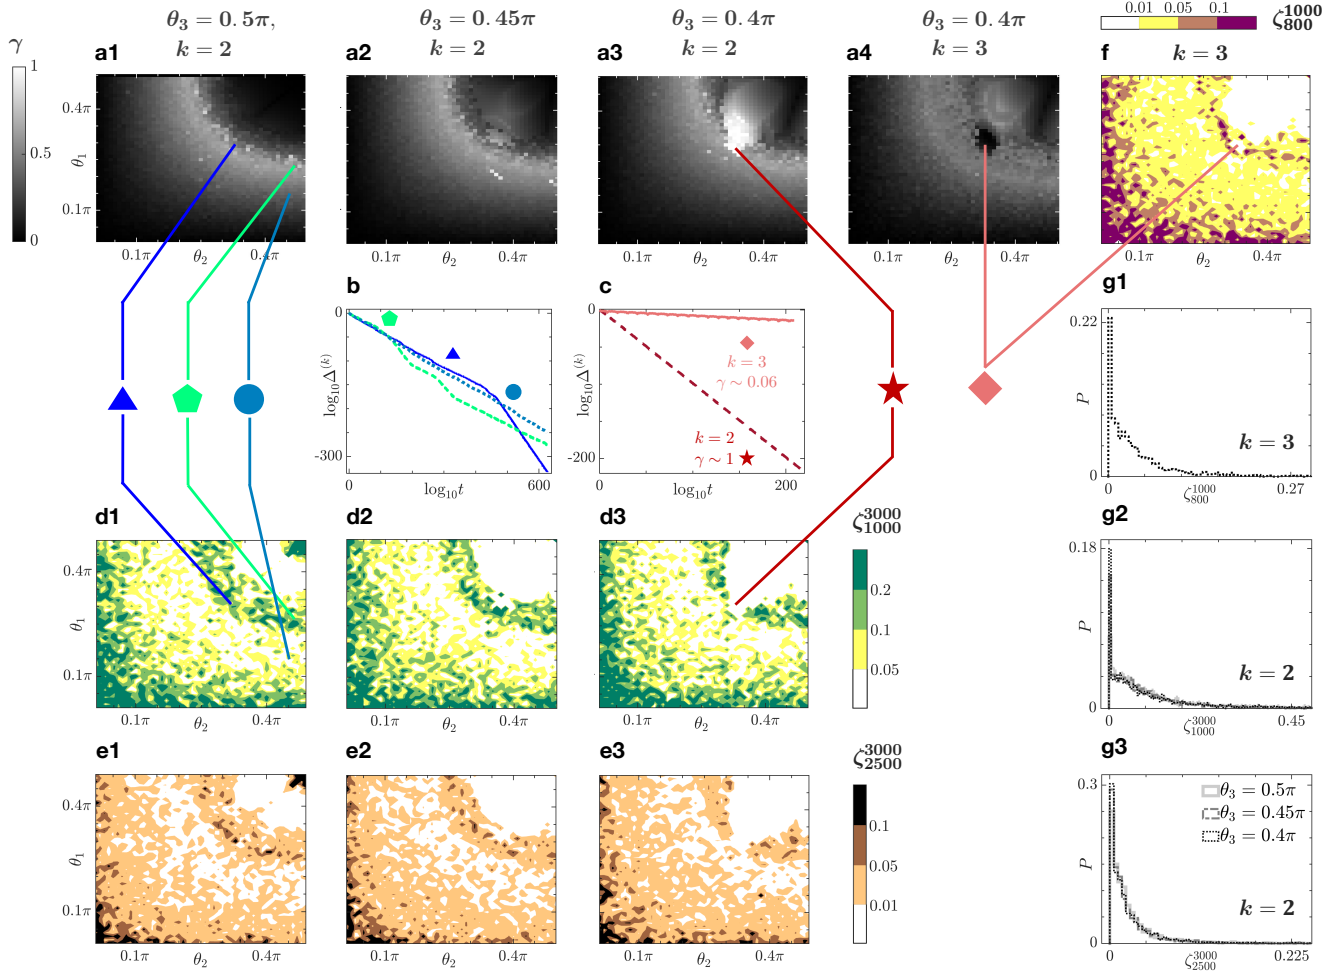 θ₃ = 0.5π,
k = 2
θ₃ = 0.45π
k = 2
θ₃ = 0.4π
k = 2
θ₃ = 0.4π
k = 3
0.01 0.05 0.1
0
ζ 1000 800
k = 3
γ
a1
a2
a3
a4
f
1
0.5
0
0.4π
θ₁
0.1π
0.1π θ₂ 0.4π
0.1π θ₂ 0.4π
0.1π θ₂ 0.4π
0.1π θ₂ 0.4π
0.1π θ₂ 0.4π
b
0
log₁₀Δ⁽ᵏ⁾
-300
0 log₁₀t 600
c
0
log₁₀Δ⁽ᵏ⁾
-200
k = 3
γ ∼ 0.06
k = 2
γ ∼ 1
0 log₁₀t 200
g1
0.22
P
0
k = 3
0 ζ 1000 800 0.27
d1
d2
d3
0.4π
θ₁
0.1π
0.1π θ₂ 0.4π
0.1π θ₂ 0.4π
0.1π θ₂ 0.4π
ζ 3000 1000
0.2
0.1
0.05
g2
0.18
P
0
k = 2
0 ζ 3000 1000 0.45
e1
e2
e3
0.4π
θ₁
0.1π
0.1π θ₂ 0.4π
0.1π θ₂ 0.4π
0.1π θ₂ 0.4π
ζ 3000 2500
0.1
0.05
0.01
g3
0.3
P
0
θ₃ = 0.5π
θ₃ = 0.45π
θ₃ = 0.4π
k = 2
0 ζ 3000 2500 0.225